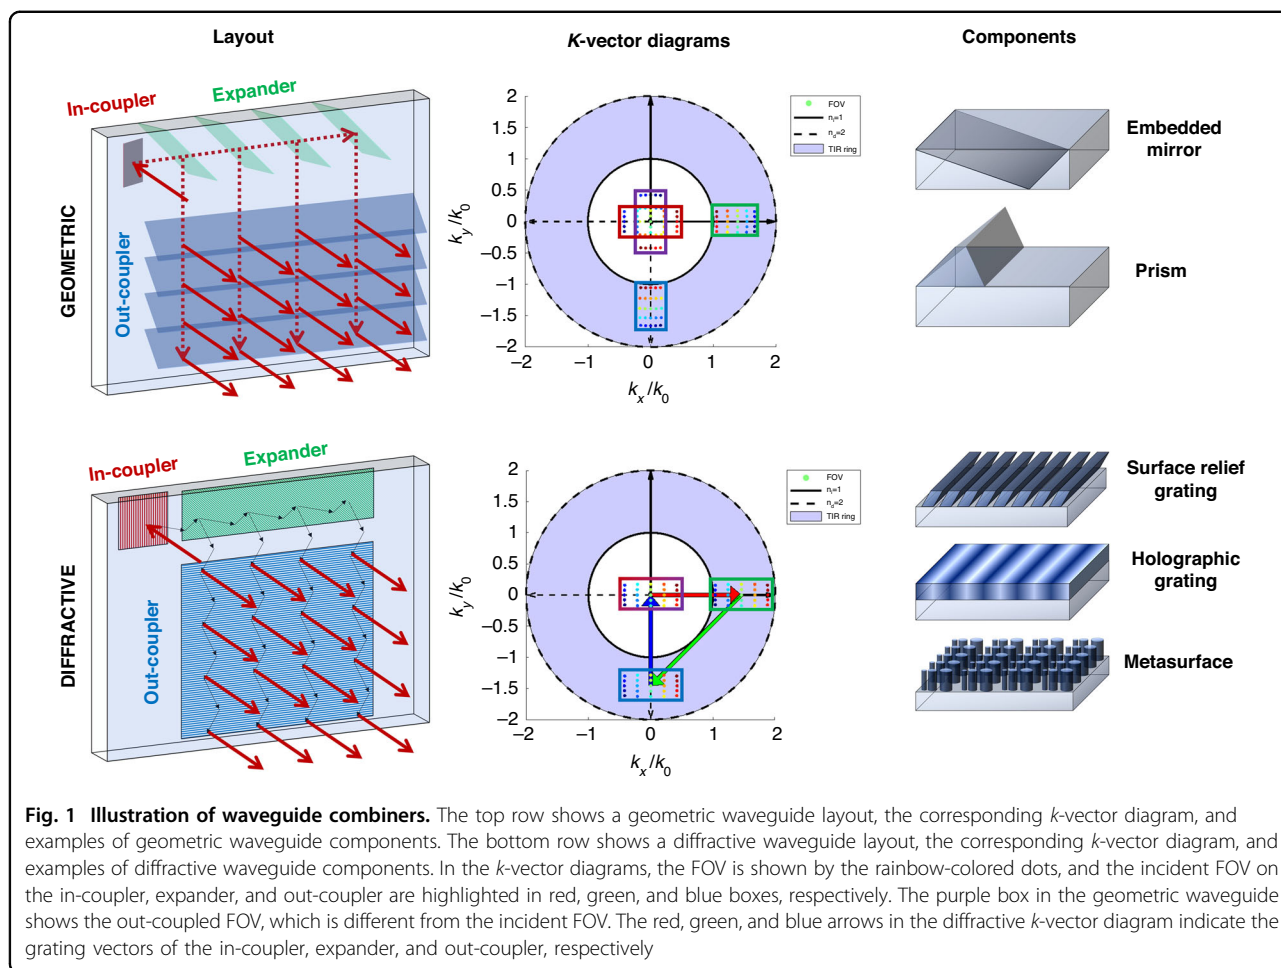 Layout
K-vector diagrams
Components
GEOMETRIC
In-coupler
Expander
Out-coupler
2
1.5
1
0.5
0
−0.5
−1
−1.5
−2
ky/k0
−2
−1
0
1
2
kx/k0
FOV
nI=1
nd=2
TIR ring
Embedded
mirror
Prism
DIFFRACTIVE
In-coupler
Expander
Out-coupler
2
1.5
1
0.5
0
−0.5
−1
−1.5
−2
ky/k0
−2
−1
0
1
2
kx/k0
FOV
nI=1
nd=2
TIR ring
Surface relief
grating
Holographic
grating
Metasurface
Fig. 1 Illustration of waveguide combiners. The top row shows a geometric waveguide layout, the corresponding k-vector diagram, and
examples of geometric waveguide components. The bottom row shows a diffractive waveguide layout, the corresponding k-vector diagram, and
examples of diffractive waveguide components. In the k-vector diagrams, the FOV is shown by the rainbow-colored dots, and the incident FOV on
the in-coupler, expander, and out-coupler are highlighted in red, green, and blue boxes, respectively. The purple box in the geometric waveguide
shows the out-coupled FOV, which is different from the incident FOV. The red, green, and blue arrows in the diffractive k-vector diagram indicate the
grating vectors of the in-coupler, expander, and out-coupler, respectively